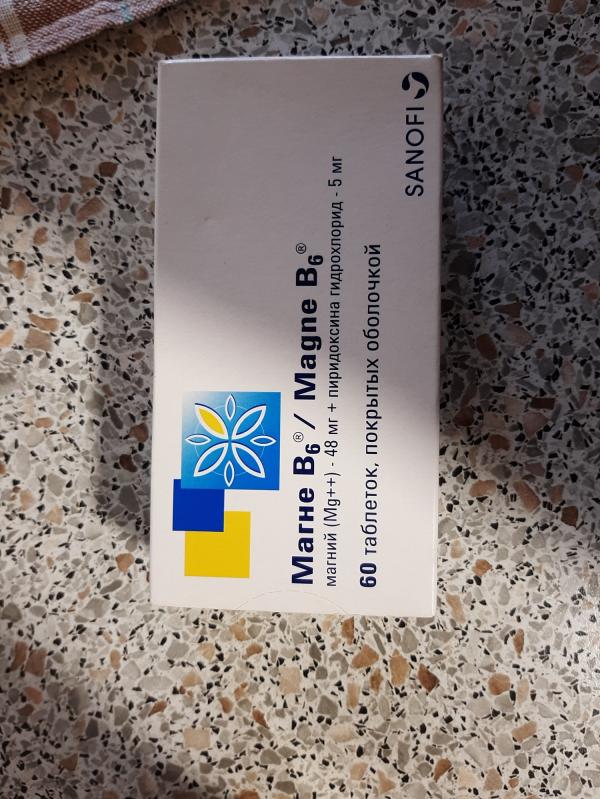 Магне B6® / Magne B6®
магний (Mg++) - 48 мг + пиридоксина гидрохлорид - 5 мг
60 таблеток, покрытых оболочкой
SANOFI